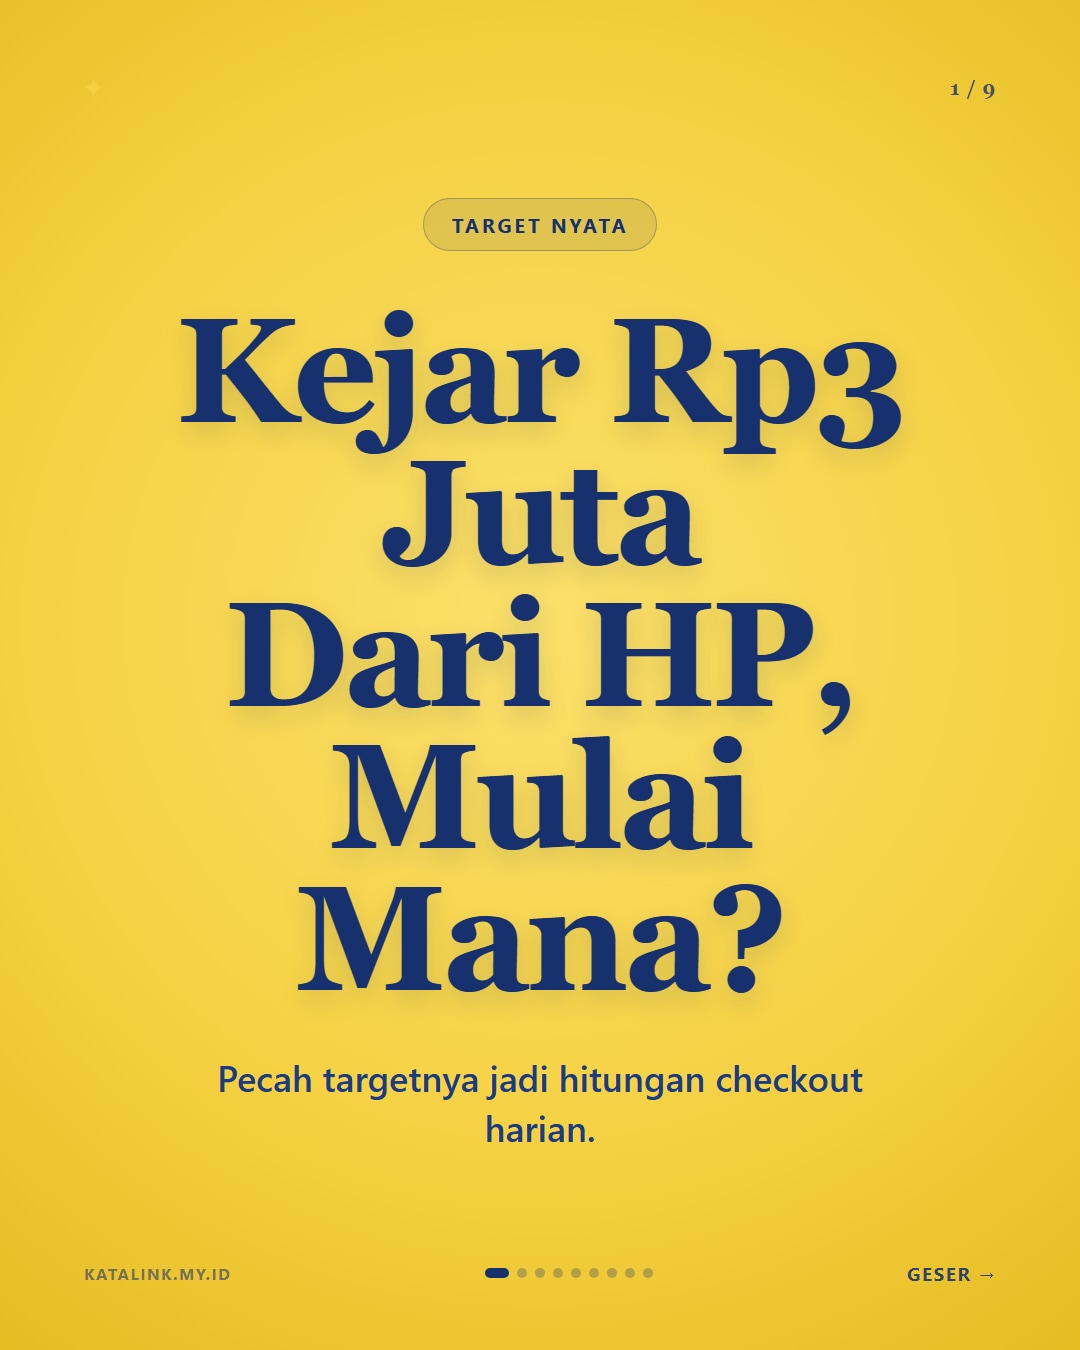 1 / 9
TARGET NYATA
Kejar Rp3
Juta
Dari HP,
Mulai
Mana?
Pecah targetnya jadi hitungan checkout
harian.
KATALINK.MY.ID
GESER →